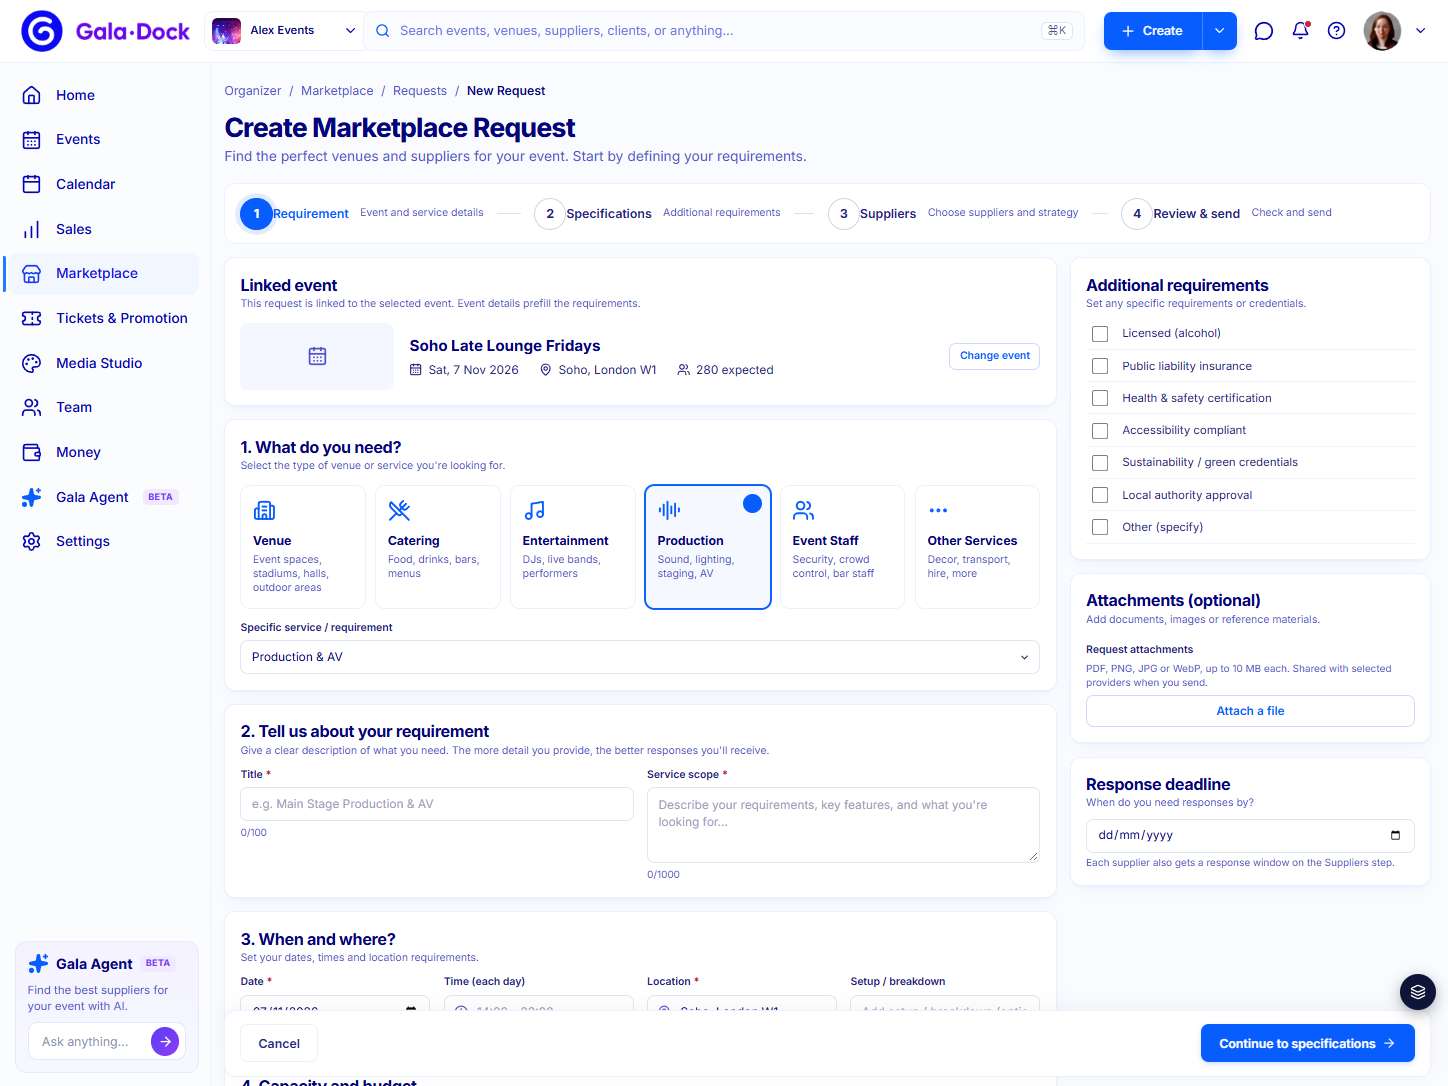 Gala·Dock
Alex Events
Search events, venues, suppliers, clients, or anything...
⌘K
+ Create
Home
Events
Calendar
Sales
Marketplace
Tickets & Promotion
Media Studio
Team
Money
Gala Agent BETA
Settings
Gala Agent BETA
Find the best suppliers for
your event with AI.
Ask anything...
Organizer / Marketplace / Requests / New Request
Create Marketplace Request
Find the perfect venues and suppliers for your event. Start by defining your requirements.
1 Requirement Event and service details
2 Specifications Additional requirements
3 Suppliers Choose suppliers and strategy
4 Review & send Check and send
Linked event
This request is linked to the selected event. Event details prefill the requirements.
Soho Late Lounge Fridays
Sat, 7 Nov 2026 Soho, London W1 280 expected
Change event
1. What do you need?
Select the type of venue or service you're looking for.
Venue
Event spaces,
stadiums, halls,
outdoor areas
Catering
Food, drinks, bars,
menus
Entertainment
DJs, live bands,
performers
Production
Sound, lighting,
staging, AV
Event Staff
Security, crowd
control, bar staff
Other Services
Decor, transport,
hire, more
Specific service / requirement
Production & AV
2. Tell us about your requirement
Give a clear description of what you need. The more detail you provide, the better responses you'll receive.
Title *
e.g. Main Stage Production & AV
0/100
Service scope *
Describe your requirements, key features, and what you're
looking for...
0/1000
3. When and where?
Set your dates, times and location requirements.
Date *
07/11/2026
Time (each day)
14:00 - 22:00
Location *
Soho, London W1
Setup / breakdown
Add setup / breakdown (optio
4. Capacity and budget
Cancel
Continue to specifications
Additional requirements
Set any specific requirements or credentials.
Licensed (alcohol)
Public liability insurance
Health & safety certification
Accessibility compliant
Sustainability / green credentials
Local authority approval
Other (specify)
Attachments (optional)
Add documents, images or reference materials.
Request attachments
PDF, PNG, JPG or WebP, up to 10 MB each. Shared with selected
providers when you send.
Attach a file
Response deadline
When do you need responses by?
dd/mm/yyyy
Each supplier also gets a response window on the Suppliers step.